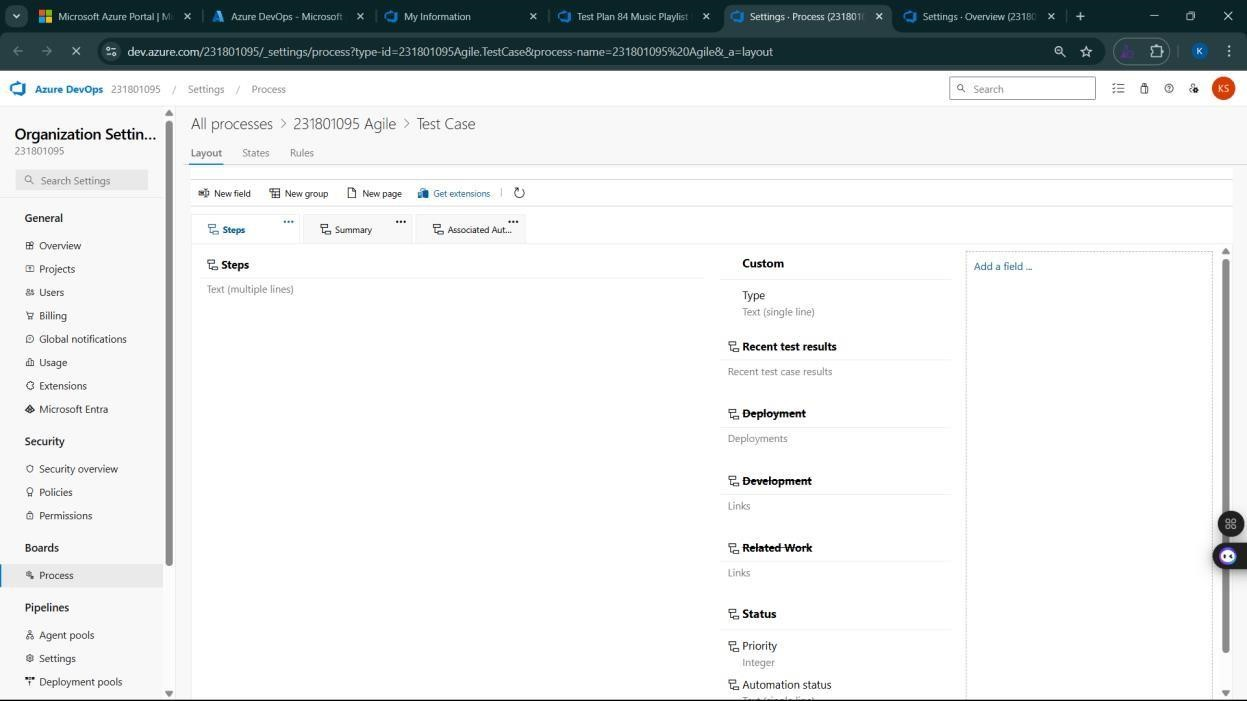 Microsoft Azure Portal | Mi
Azure DevOps - Microsoft
My Information
Test Plan 84 Music Playlist
Settings · Process (231801
Settings · Overview (23180
dev.azure.com/231801095/_settings/process?type-id=231801095Agile.TestCase&process-name=231801095%20Agile&_a=layout
K
Azure DevOps 231801095 / Settings / Process
Search
KS
Organization Settin...
231801095
Search Settings
General
Overview
Projects
Users
Billing
Global notifications
Usage
Extensions
Microsoft Entra
Security
Security overview
Policies
Permissions
Boards
Process
Pipelines
Agent pools
Settings
Deployment pools
All processes > 231801095 Agile > Test Case
Layout States Rules
New field New group New page Get extensions
Steps ... Summary ... Associated Aut... ...
Steps
Text (multiple lines)
Custom
Type
Text (single line)
Recent test results
Recent test case results
Deployment
Deployments
Development
Links
Related Work
Links
Status
Priority
Integer
Automation status
Text (single line)
Add a field ...